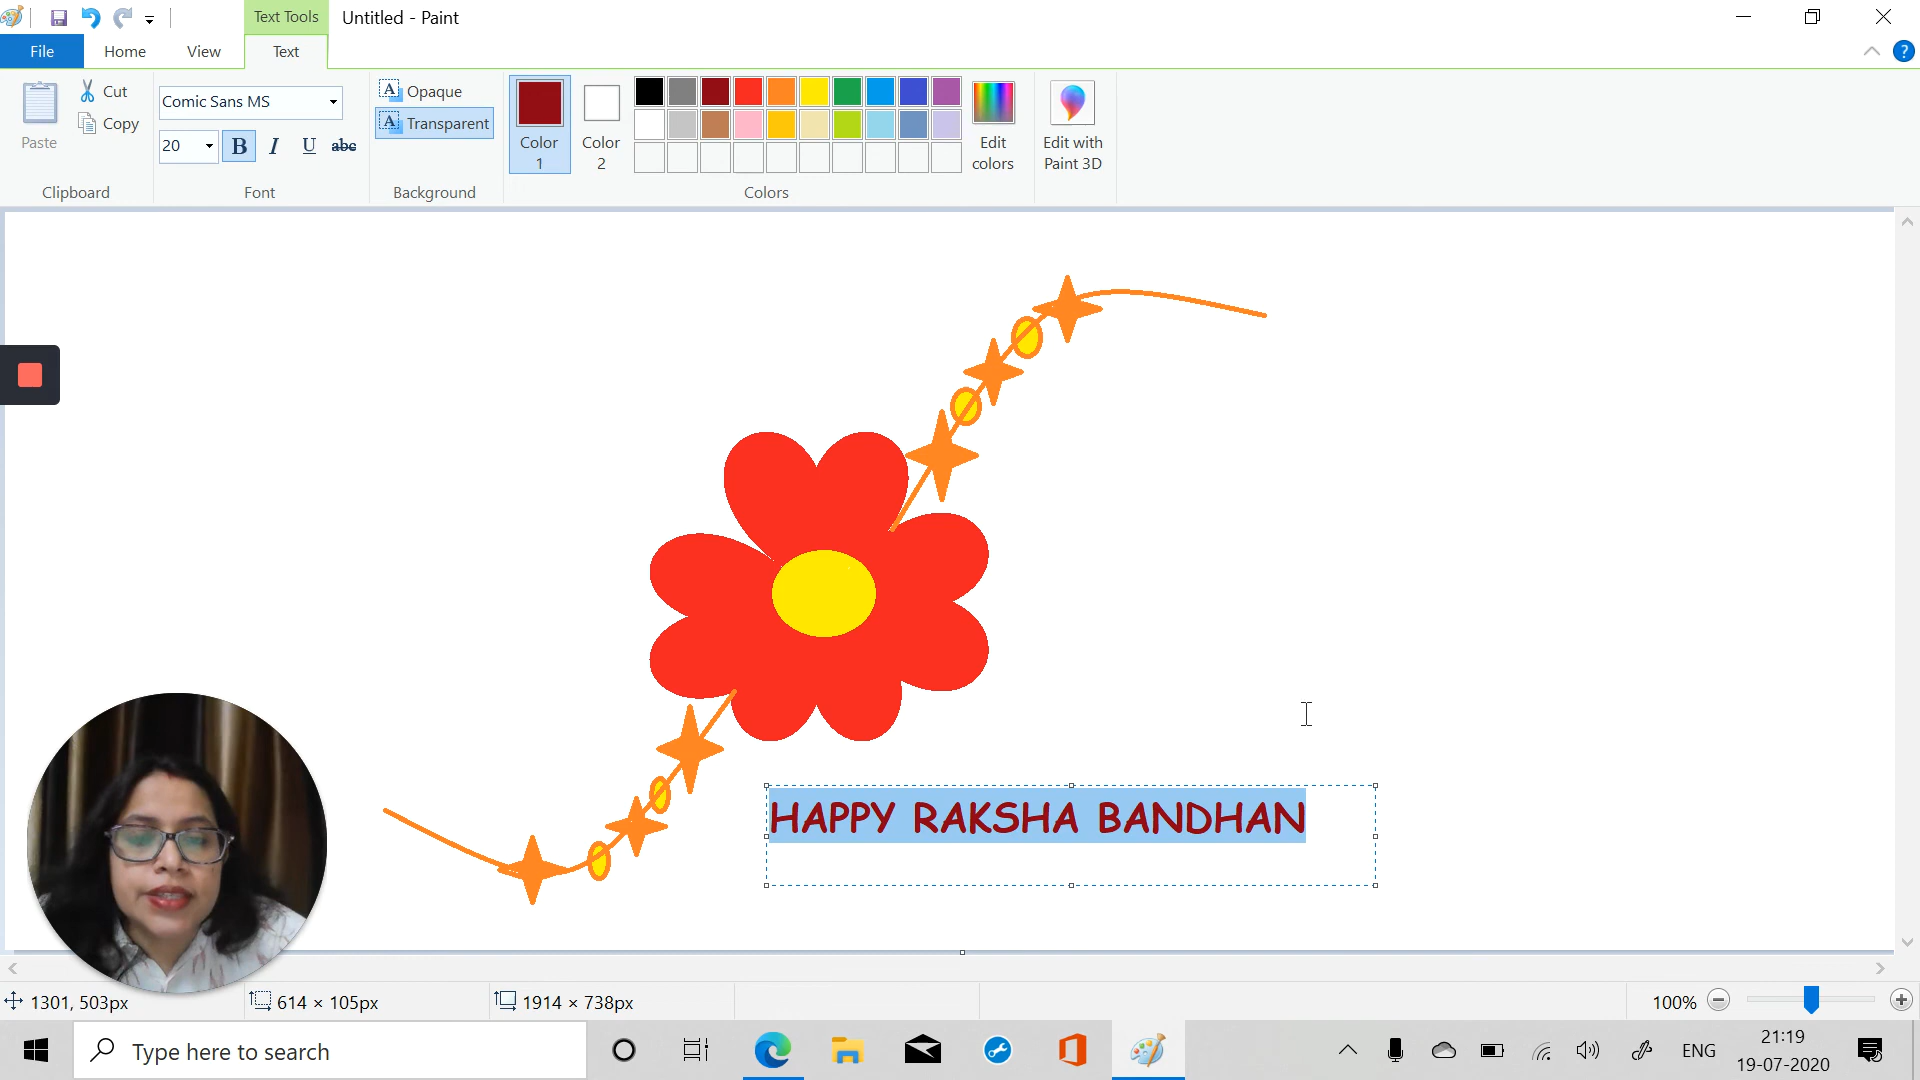 Text Tools
Untitled - Paint
File
Home
View
Text
?
Paste
Cut
Copy
Clipboard
Comic Sans MS
20
B
I
U
abc
Font
A Opaque
A Transparent
Background
Color
1
Color
2
Colors
Edit
colors
Edit with
Paint 3D
HAPPY RAKSHA BANDHAN
1301, 503px
614 × 105px
1914 × 738px
100%
Type here to search
ENG
21:19
19-07-2020